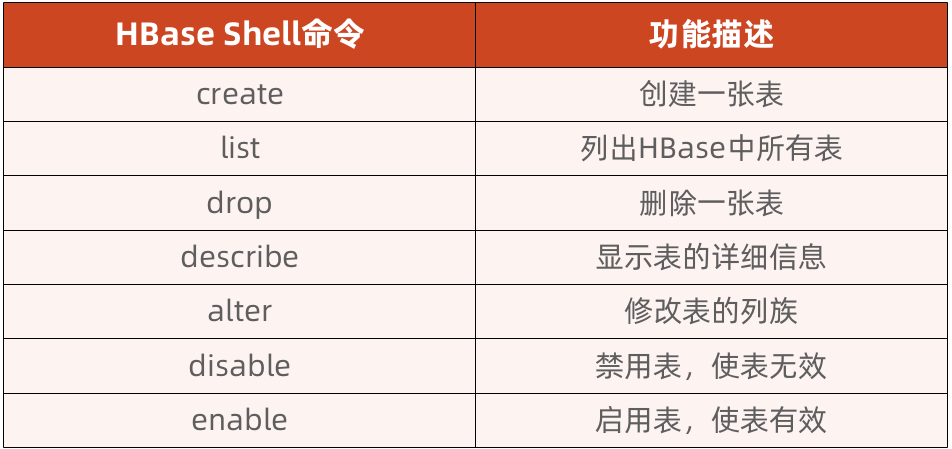 HBase Shell命令 功能描述
create 创建一张表
list 列出HBase中所有表
drop 删除一张表
describe 显示表的详细信息
alter 修改表的列族
disable 禁用表，使表无效
enable 启用表，使表有效